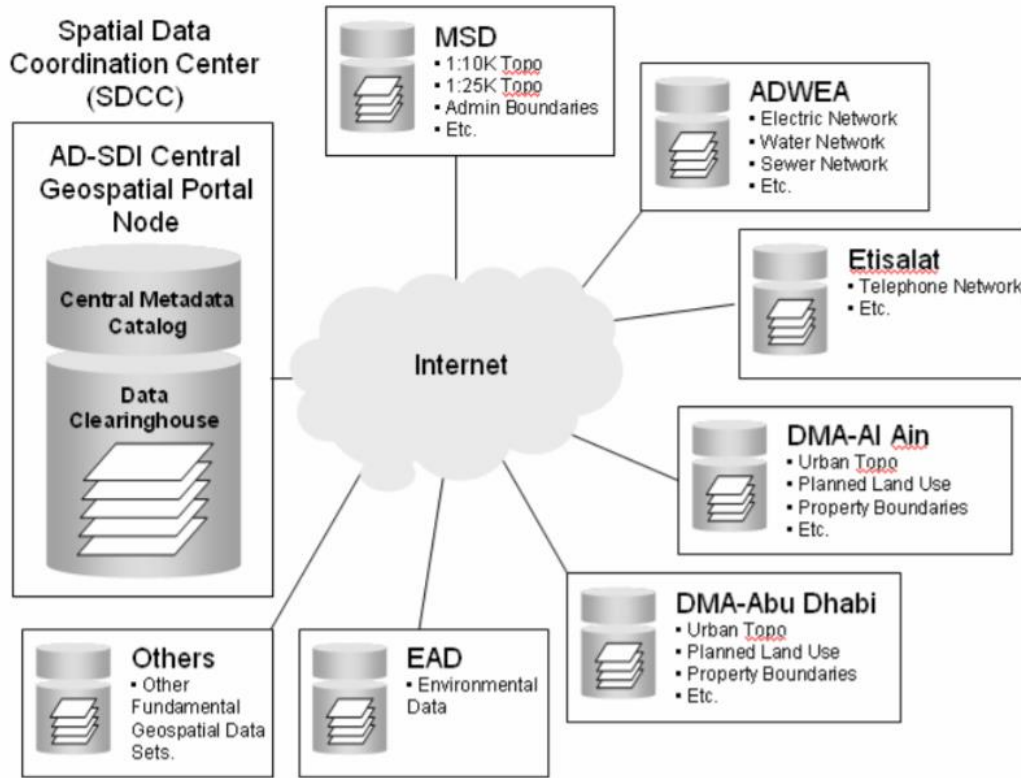 Spatial Data
Coordination Center
(SDCC)
AD-SDI Central
Geospatial Portal
Node
Central Metadata
Catalog
Data
Clearinghouse
MSD
▪ 1:10K Topo
▪ 1:25K Topo
▪ Admin Boundaries
▪ Etc.
ADWEA
▪ Electric Network
▪ Water Network
▪ Sewer Network
▪ Etc.
Etisalat
▪ Telephone Network
▪ Etc.
Internet
DMA-Al Ain
▪ Urban Topo
▪ Planned Land Use
▪ Property Boundaries
▪ Etc.
DMA-Abu Dhabi
▪ Urban Topo
▪ Planned Land Use
▪ Property Boundaries
▪ Etc.
EAD
▪ Environmental
Data
Others
▪ Other
Fundamental
Geospatial Data
Sets.